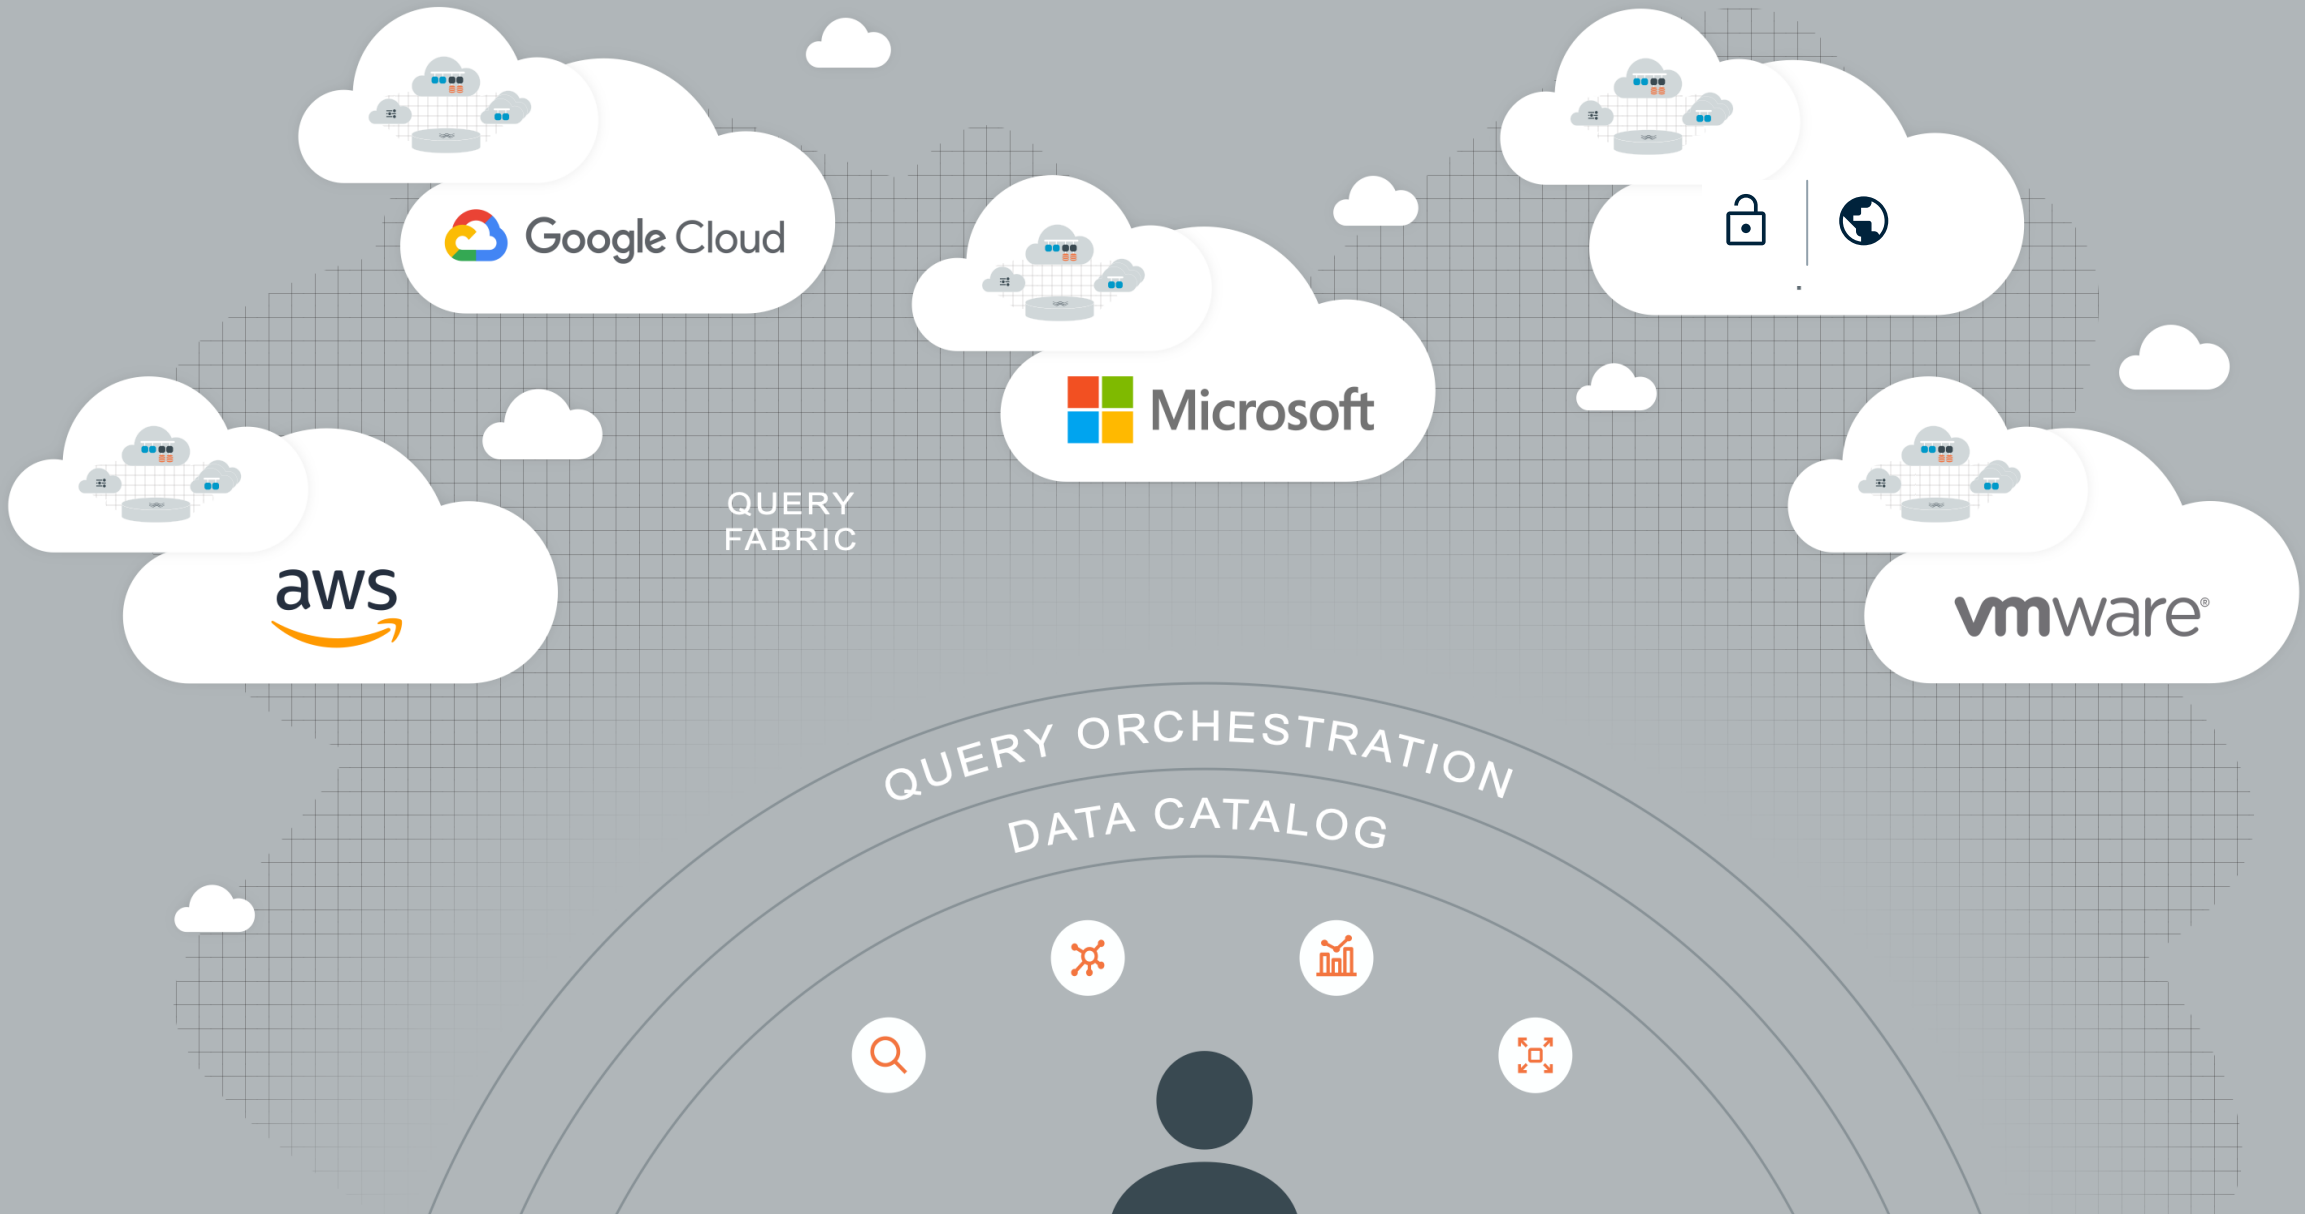 Google Cloud
Microsoft
aws
vmware®
QUERY
FABRIC
QUERY ORCHESTRATION
DATA CATALOG